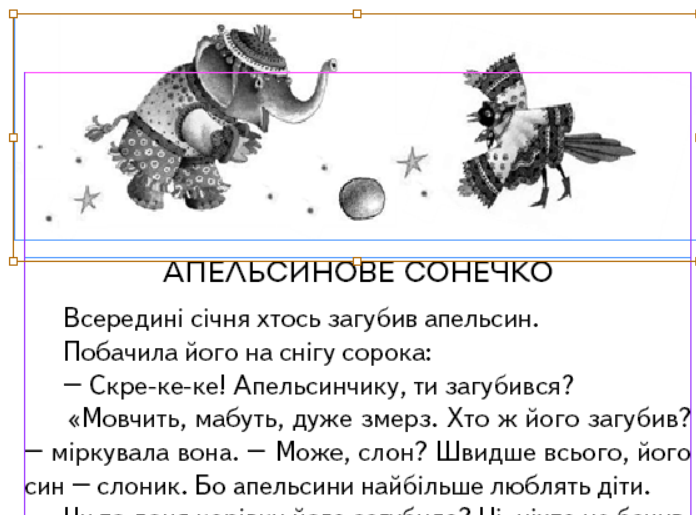 АПЕЛЬСИНОВЕ СОНЕЧКО
Всередині січня хтось загубив апельсин.
Побачила його на снігу сорока:
— Скре-ке-ке! Апельсинчику, ти загубився?
«Мовчить, мабуть, дуже змерз. Хто ж його загубив?
— міркувала вона. — Може, слон? Швидше всього, його
син — слоник. Бо апельсини найбільше люблять діти.